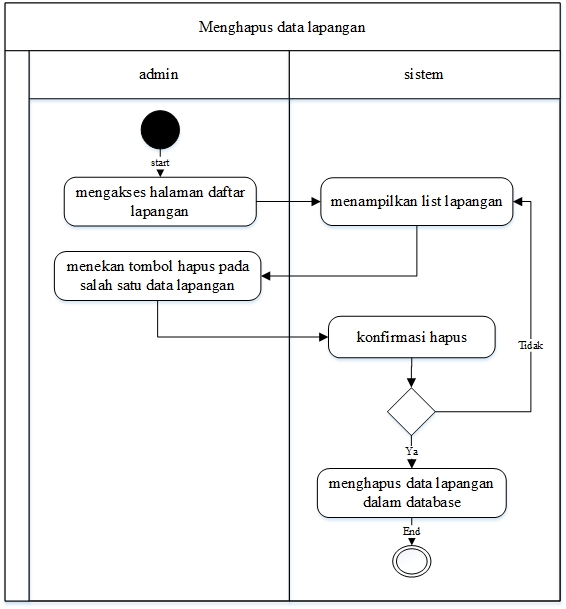 Menghapus data lapangan
admin
sistem
start
mengakses halaman daftar
lapangan
menampilkan list lapangan
menekan tombol hapus pada
salah satu data lapangan
konfirmasi hapus
Tidak
Ya
menghapus data lapangan
dalam database
End